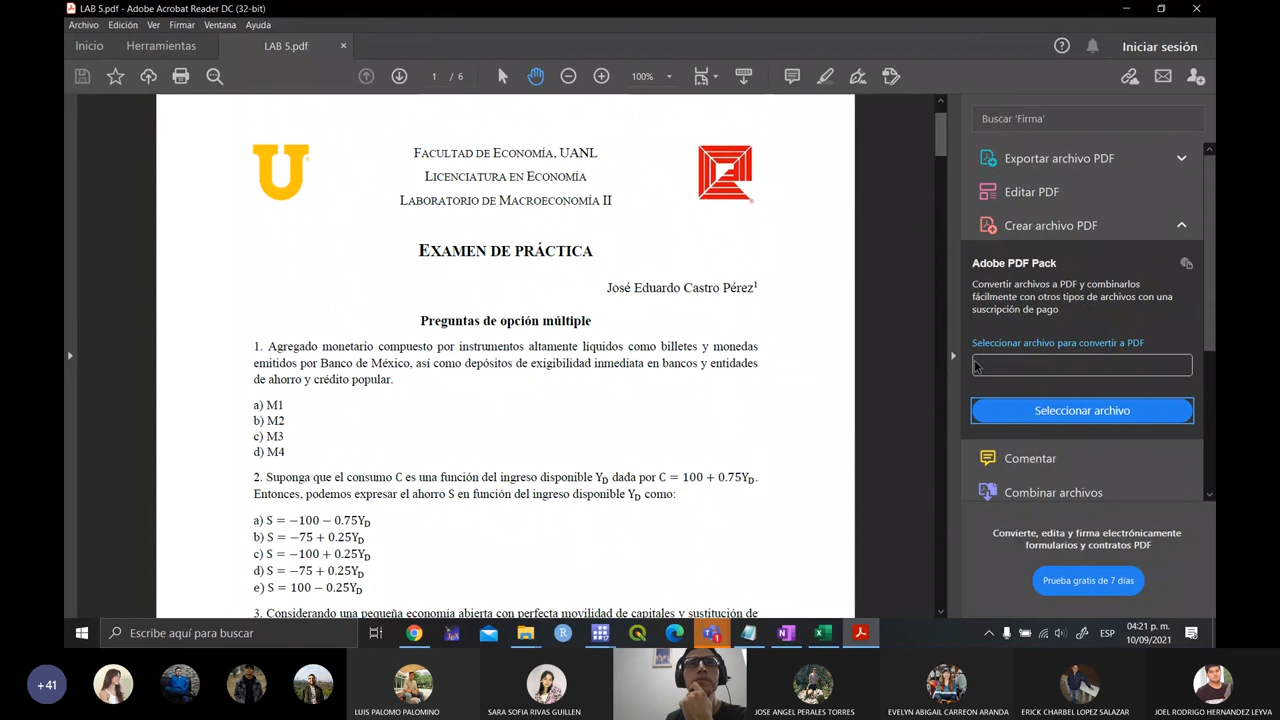 LAB 5.pdf - Adobe Acrobat Reader DC (32-bit)
Archivo Edición Ver Firmar Ventana Ayuda
Inicio Herramientas LAB 5.pdf × Iniciar sesión
1 / 6 100%
FACULTAD DE ECONOMÍA, UANL
LICENCIATURA EN ECONOMÍA
LABORATORIO DE MACROECONOMÍA II
EXAMEN DE PRÁCTICA
José Eduardo Castro Pérez¹
Preguntas de opción múltiple
1. Agregado monetario compuesto por instrumentos altamente líquidos como billetes y monedas
emitidos por Banco de México, así como depósitos de exigibilidad inmediata en bancos y entidades
de ahorro y crédito popular.
a) M1
b) M2
c) M3
d) M4
2. Suponga que el consumo C es una función del ingreso disponible Y_D dada por C = 100 + 0.75Y_D.
Entonces, podemos expresar el ahorro S en función del ingreso disponible Y_D como:
a) S = −100 − 0.75Y_D
b) S = −75 + 0.25Y_D
c) S = −100 + 0.25Y_D
d) S = −75 + 0.25Y_D
e) S = 100 − 0.25Y_D
3. Considerando una pequeña economía abierta con perfecta movilidad de capitales y sustitución de
Buscar 'Firma'
Exportar archivo PDF
Editar PDF
Crear archivo PDF
Adobe PDF Pack
Convertir archivos a PDF y combinarlos
fácilmente con otros tipos de archivos con una
suscripción de pago
Seleccionar archivo para convertir a PDF
Seleccionar archivo
Comentar
Combinar archivos
Convierte, edita y firma electrónicamente
formularios y contratos PDF
Prueba gratis de 7 días
Escribe aquí para buscar
ESP
04:21 p. m.
10/09/2021
+41
LUIS PALOMO PALOMINO
SARA SOFIA RIVAS GUILLEN
JOSE ANGEL PERALES TORRES
EVELYN ABIGAIL CARREON ARANDA
ERICK CHARBEL LOPEZ SALAZAR
JOEL RODRIGO HERNANDEZ LEYVA